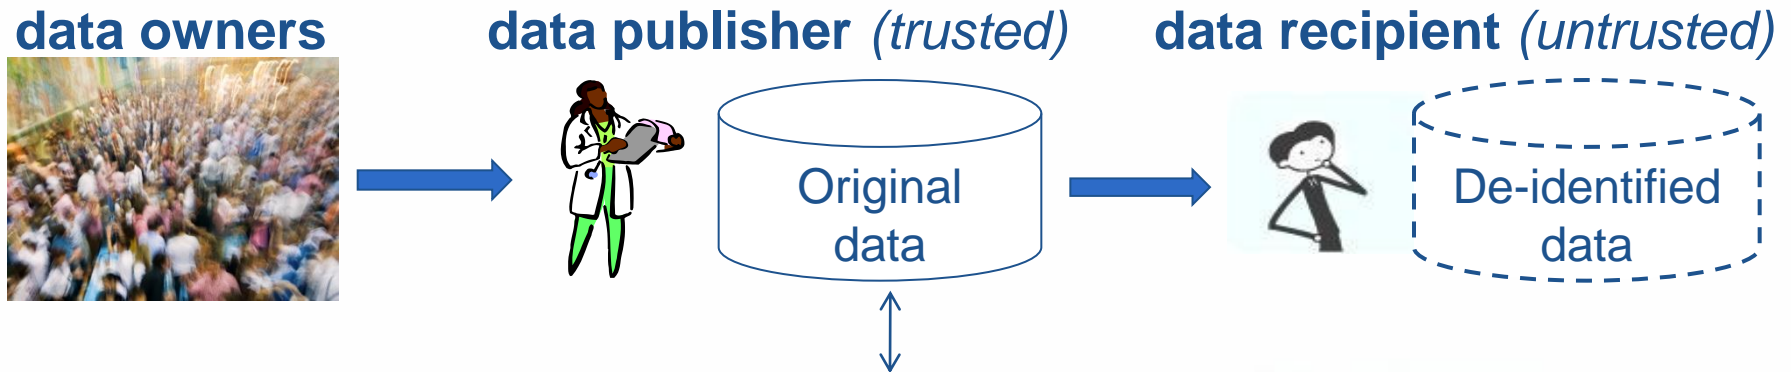 data owners
data publisher (trusted)
data recipient (untrusted)
Original
data
De-identified
data